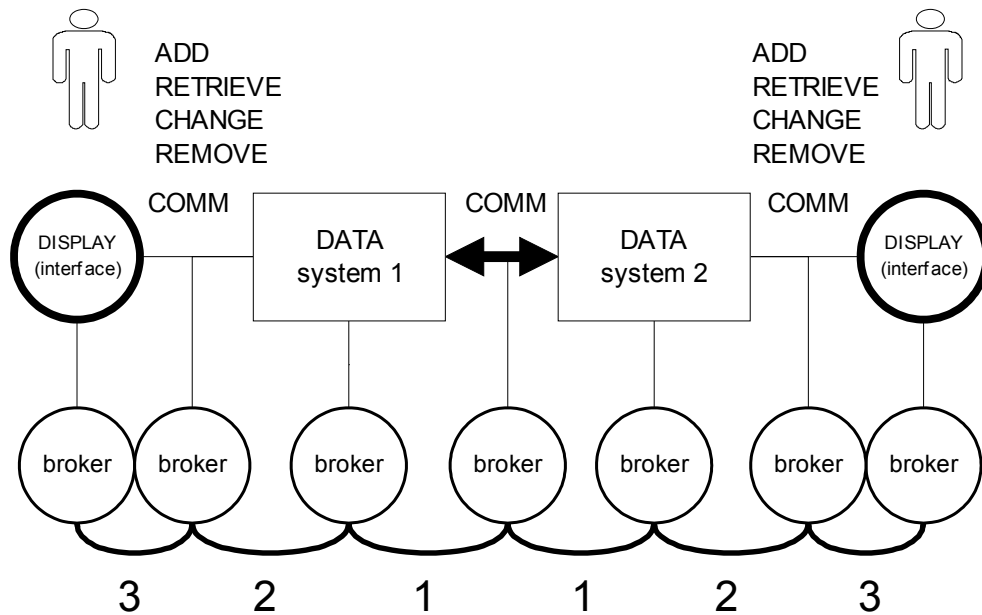 ADD
RETRIEVE
CHANGE
REMOVE
ADD
RETRIEVE
CHANGE
REMOVE
COMM
COMM
COMM
DISPLAY
(interface)
DATA
system 1
DATA
system 2
DISPLAY
(interface)
broker
broker
broker
broker
broker
broker
broker
3
2
1
1
2
3